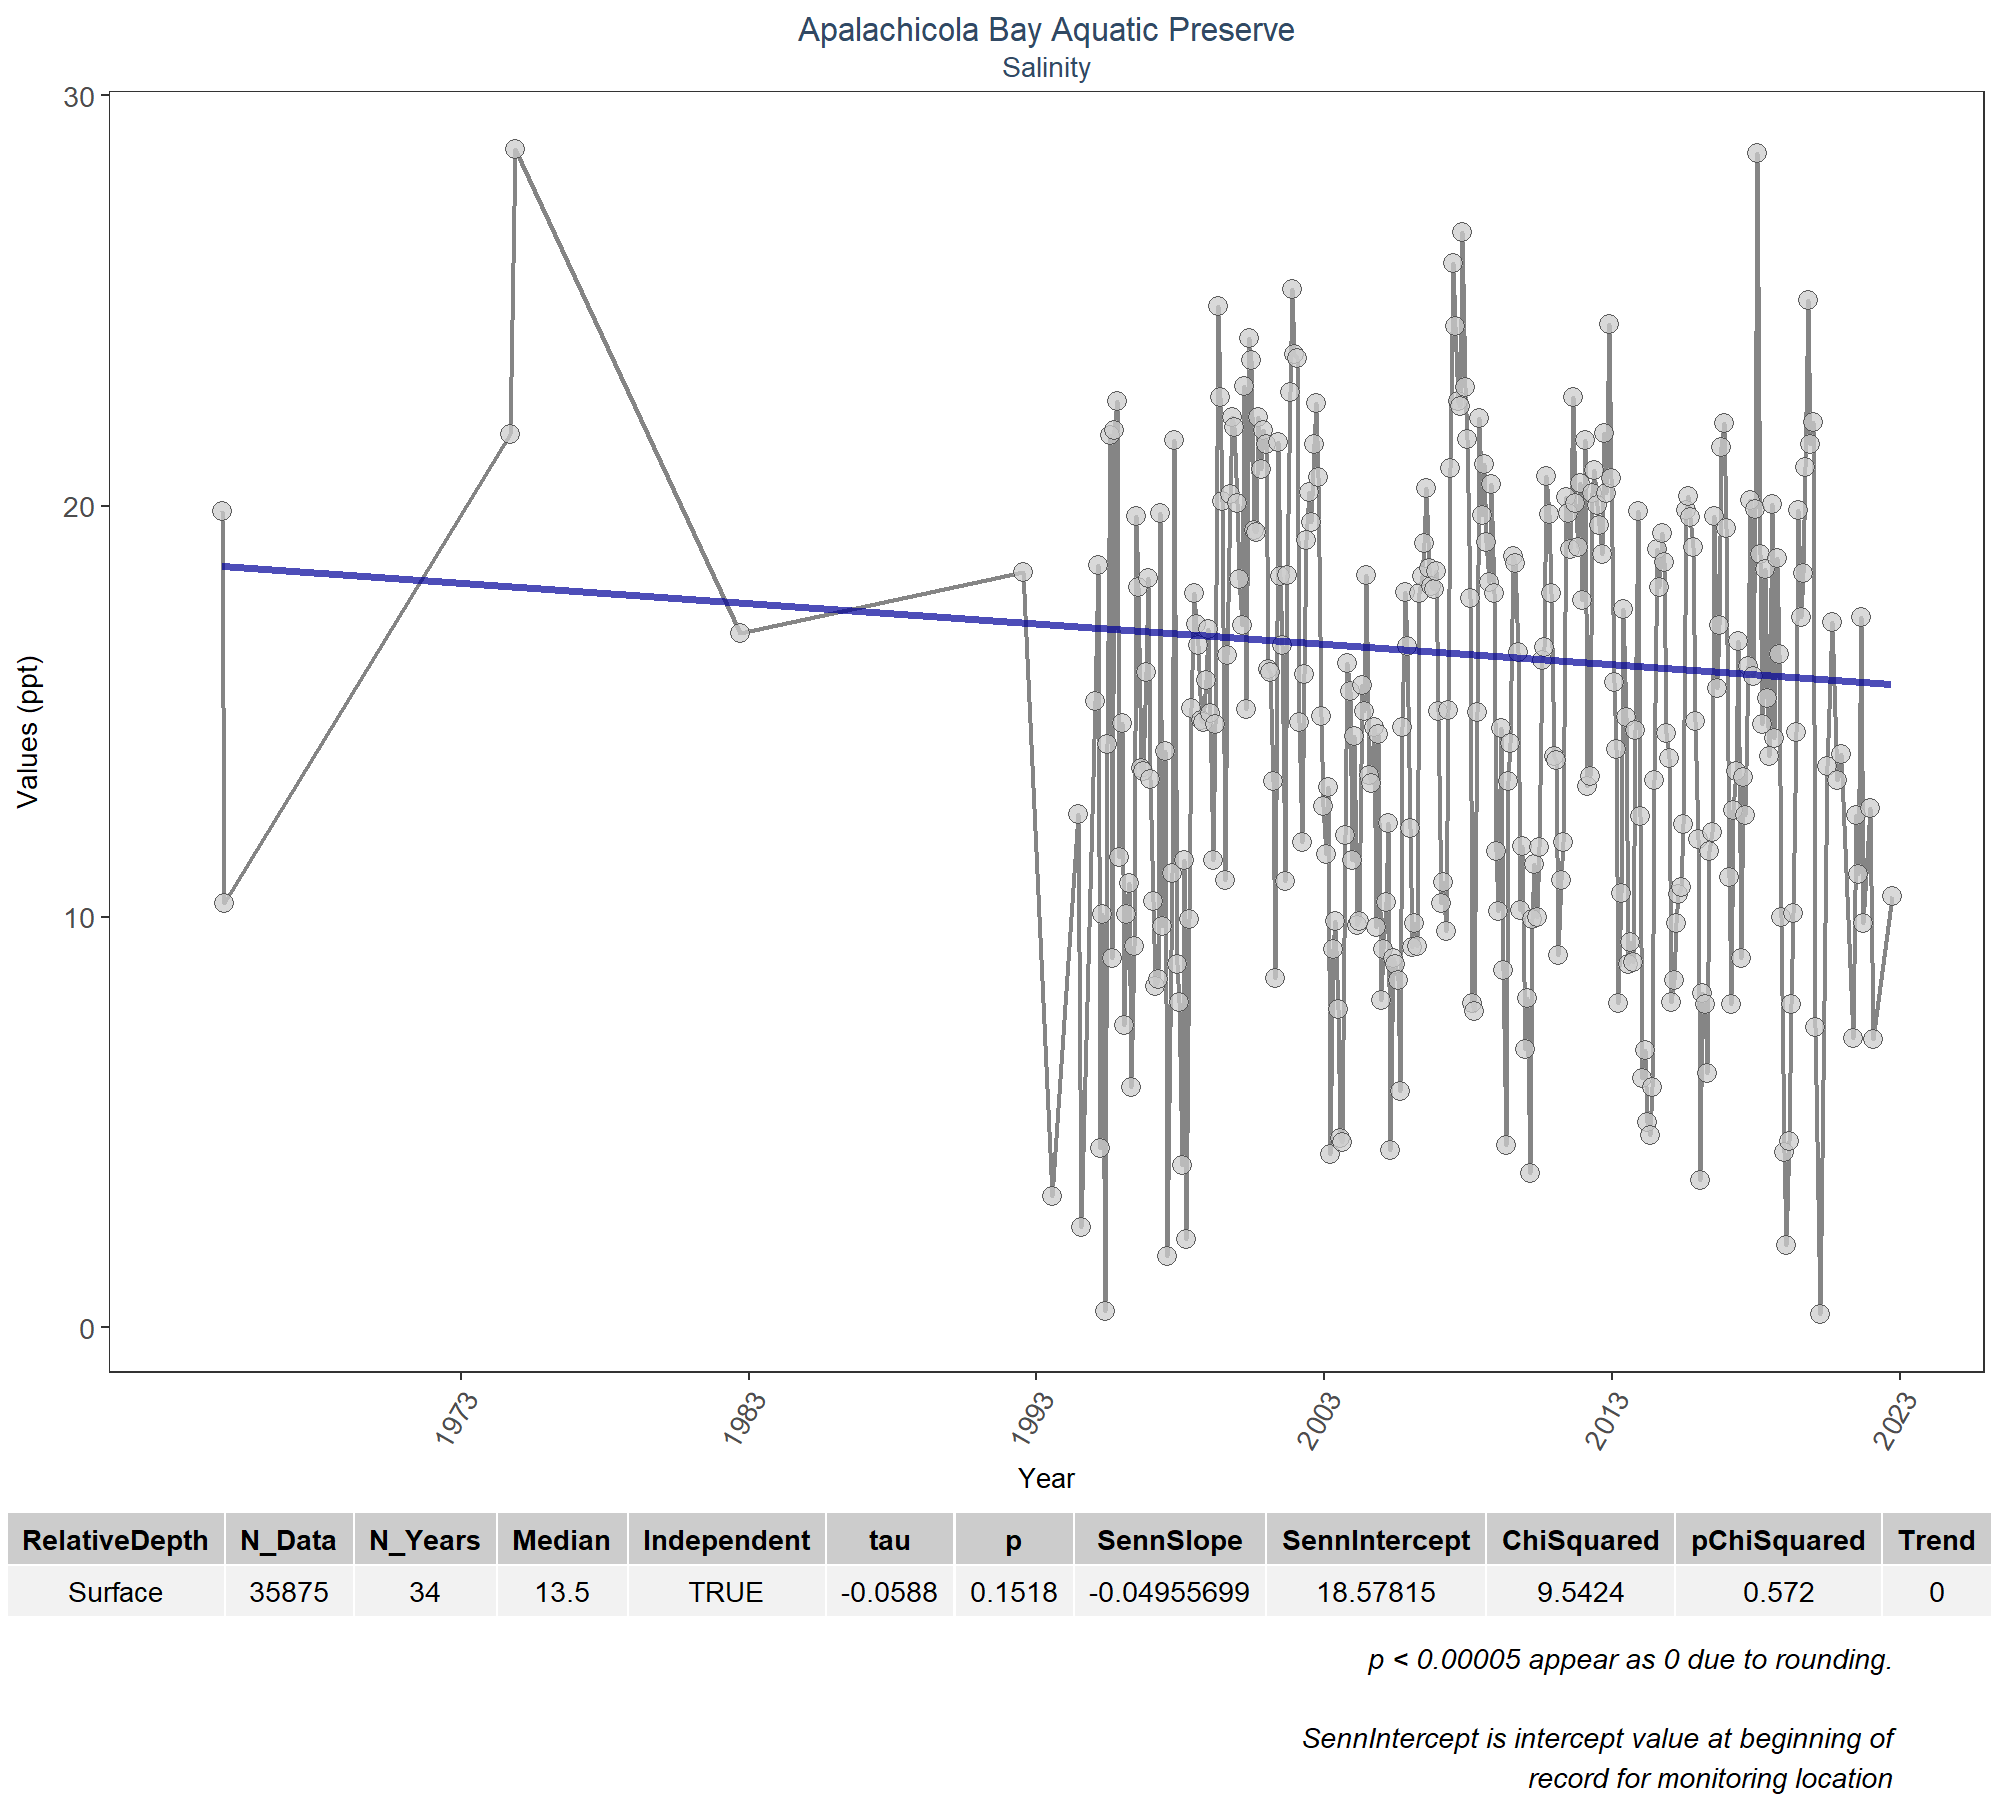 Apalachicola Bay Aquatic Preserve
Salinity
30
20
10
0
Values (ppt)
1973 1983 1993 2003 2013 2023
Year
RelativeDepth N_Data N_Years Median Independent tau p SennSlope SennIntercept ChiSquared pChiSquared Trend
Surface 35875 34 13.5 TRUE -0.0588 0.1518 -0.04955699 18.57815 9.5424 0.572 0
p < 0.00005 appear as 0 due to rounding.
SennIntercept is intercept value at beginning of
record for monitoring location